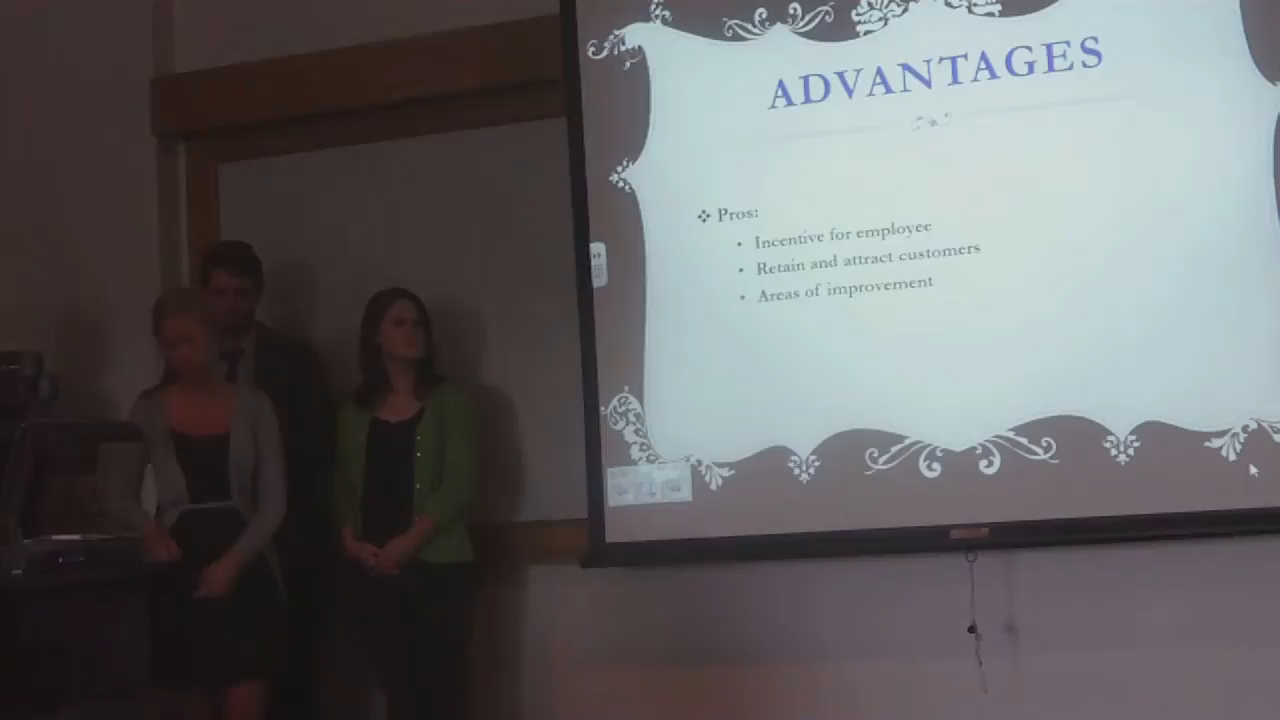 ADVANTAGES
❖ Pros:
• Incentive for employee
• Retain and attract customers
• Areas of improvement